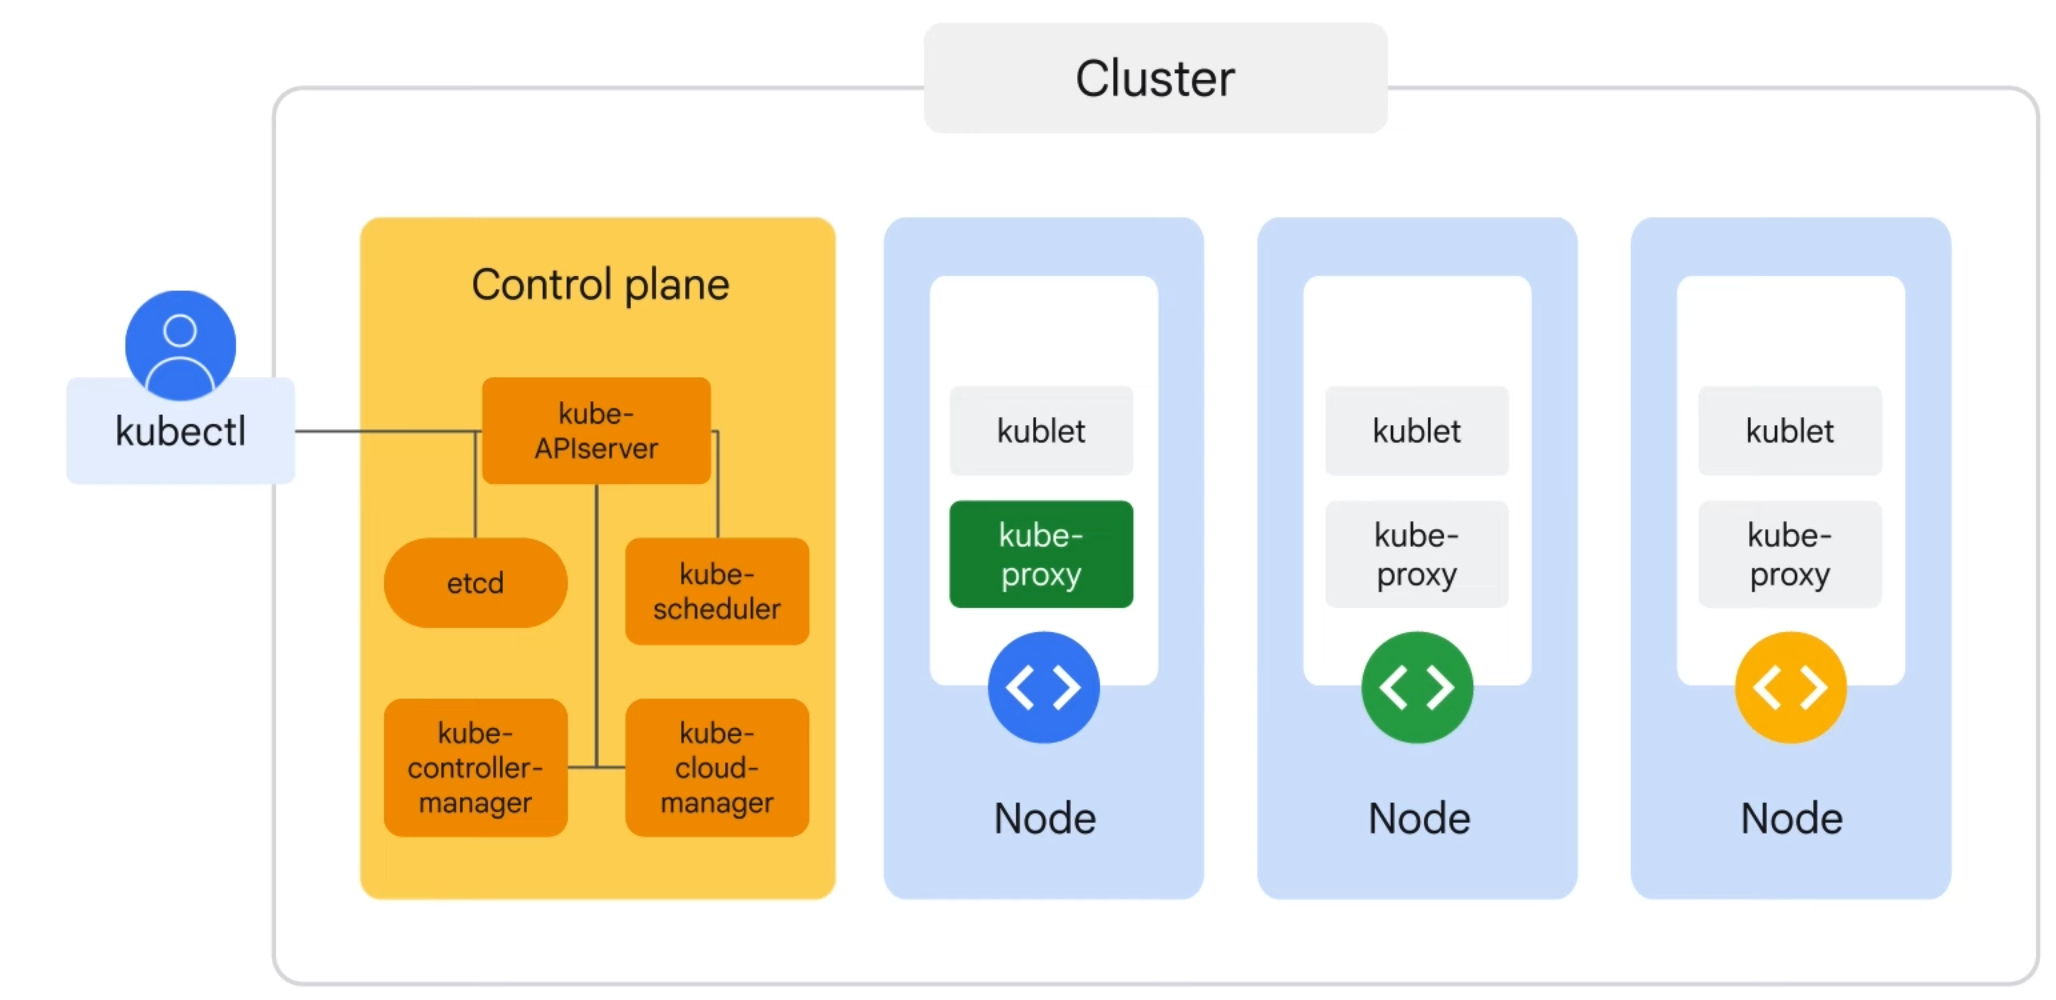 Cluster
Control plane
kubectl
kube-
APIserver
etcd
kube-
scheduler
kube-
controller-
manager
kube-
cloud-
manager
kublet
kube-
proxy
Node
kublet
kube-
proxy
Node
kublet
kube-
proxy
Node